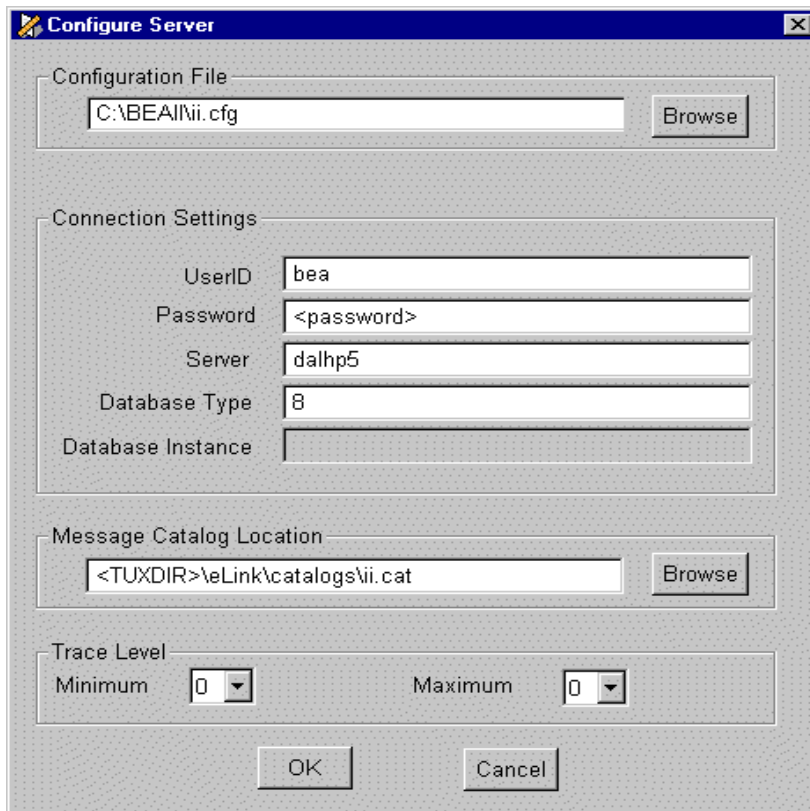 Configure Server
Configuration File
C:\BEAII\ii.cfg
Browse
Connection Settings
UserID bea
Password <password>
Server dalhp5
Database Type 8
Database Instance
Message Catalog Location
<TUXDIR>\eLink\catalogs\ii.cat
Browse
Trace Level
Minimum 0 Maximum 0
OK Cancel